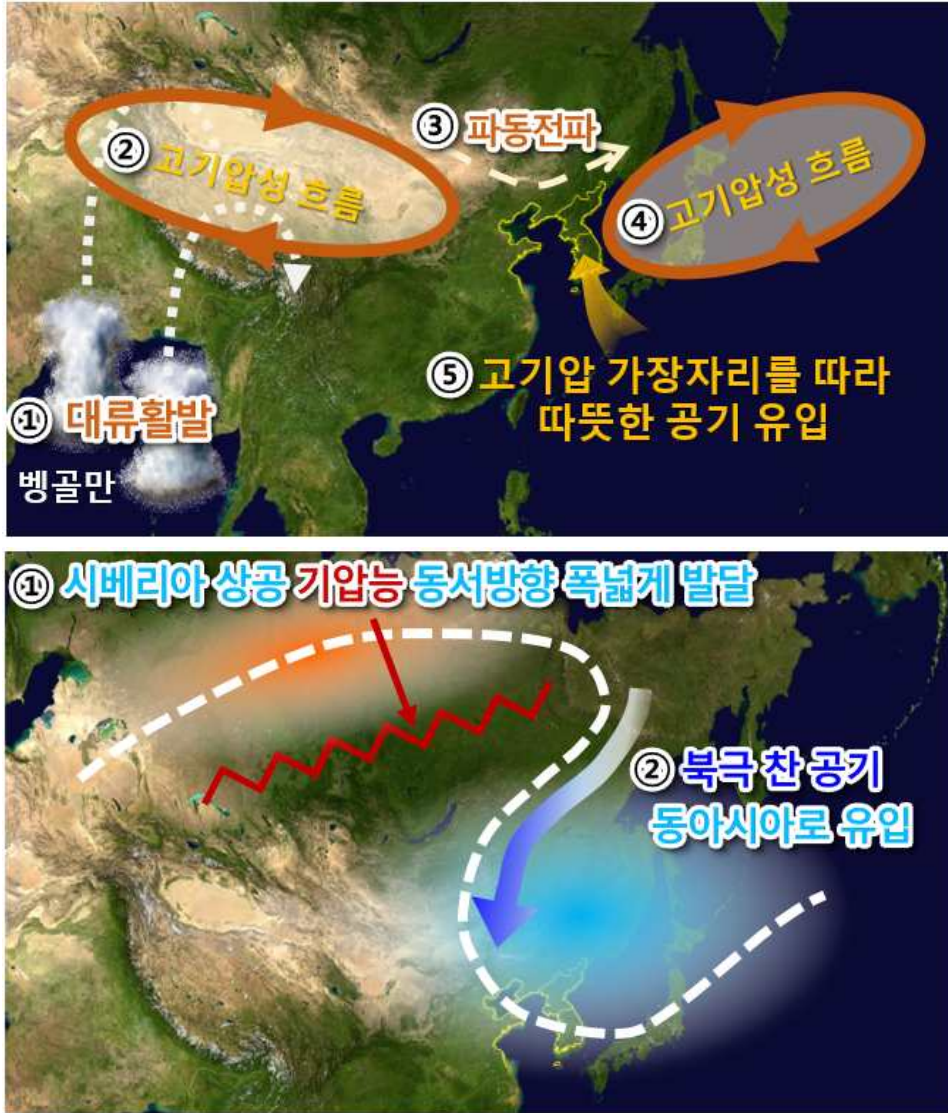 ② 고기압성 흐름
③ 파동전파
④ 고기압성 흐름
① 대류활발
벵골만
⑤ 고기압 가장자리를 따라
따뜻한 공기 유입
① 시베리아 상공 기압능 동서방향 폭넓게 발달
② 북극 찬 공기
동아시아로 유입